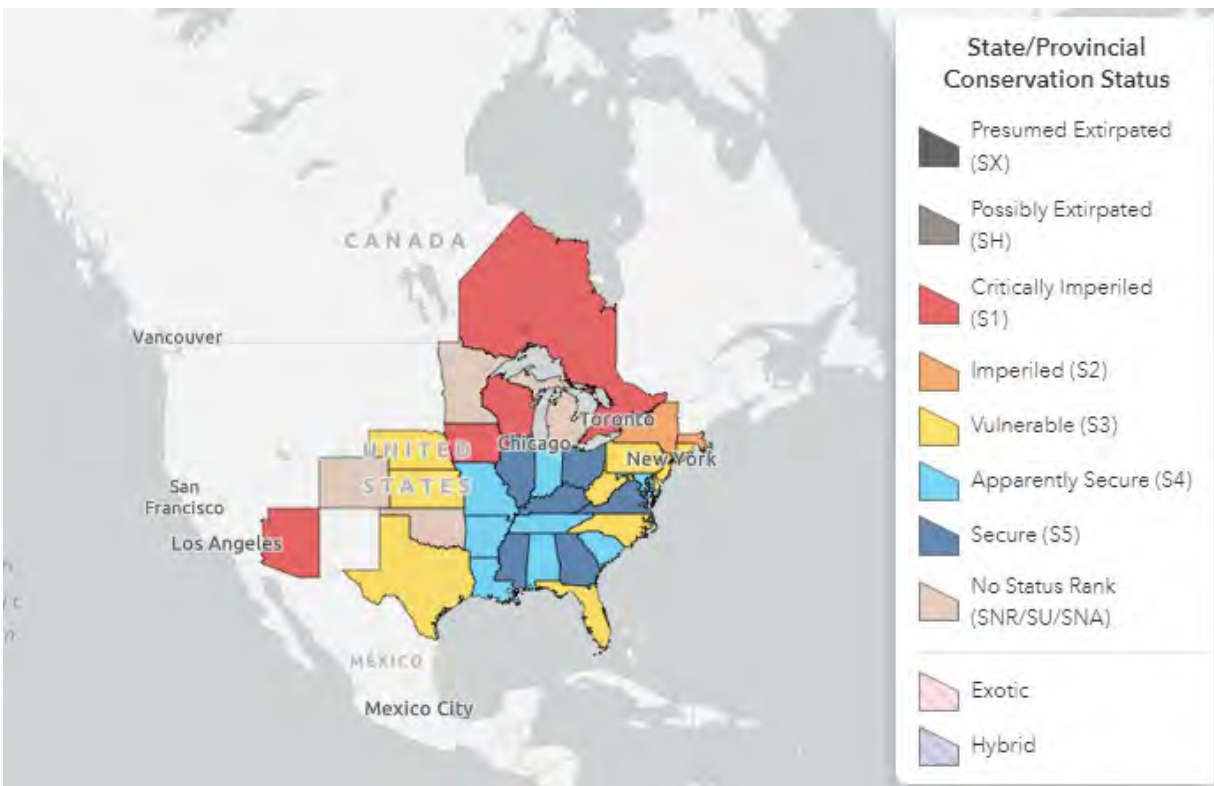 CANADA
Vancouver
Toronto
Chicago
UNITED
New York
STATES
San
Francisco
Los Angeles
MÉXICO
Mexico City
State/Provincial
Conservation Status
Presumed Extirpated
(SX)
Possibly Extirpated
(SH)
Critically Imperiled
(S1)
Imperiled (S2)
Vulnerable (S3)
Apparently Secure (S4)
Secure (S5)
No Status Rank
(SNR/SU/SNA)
Exotic
Hybrid